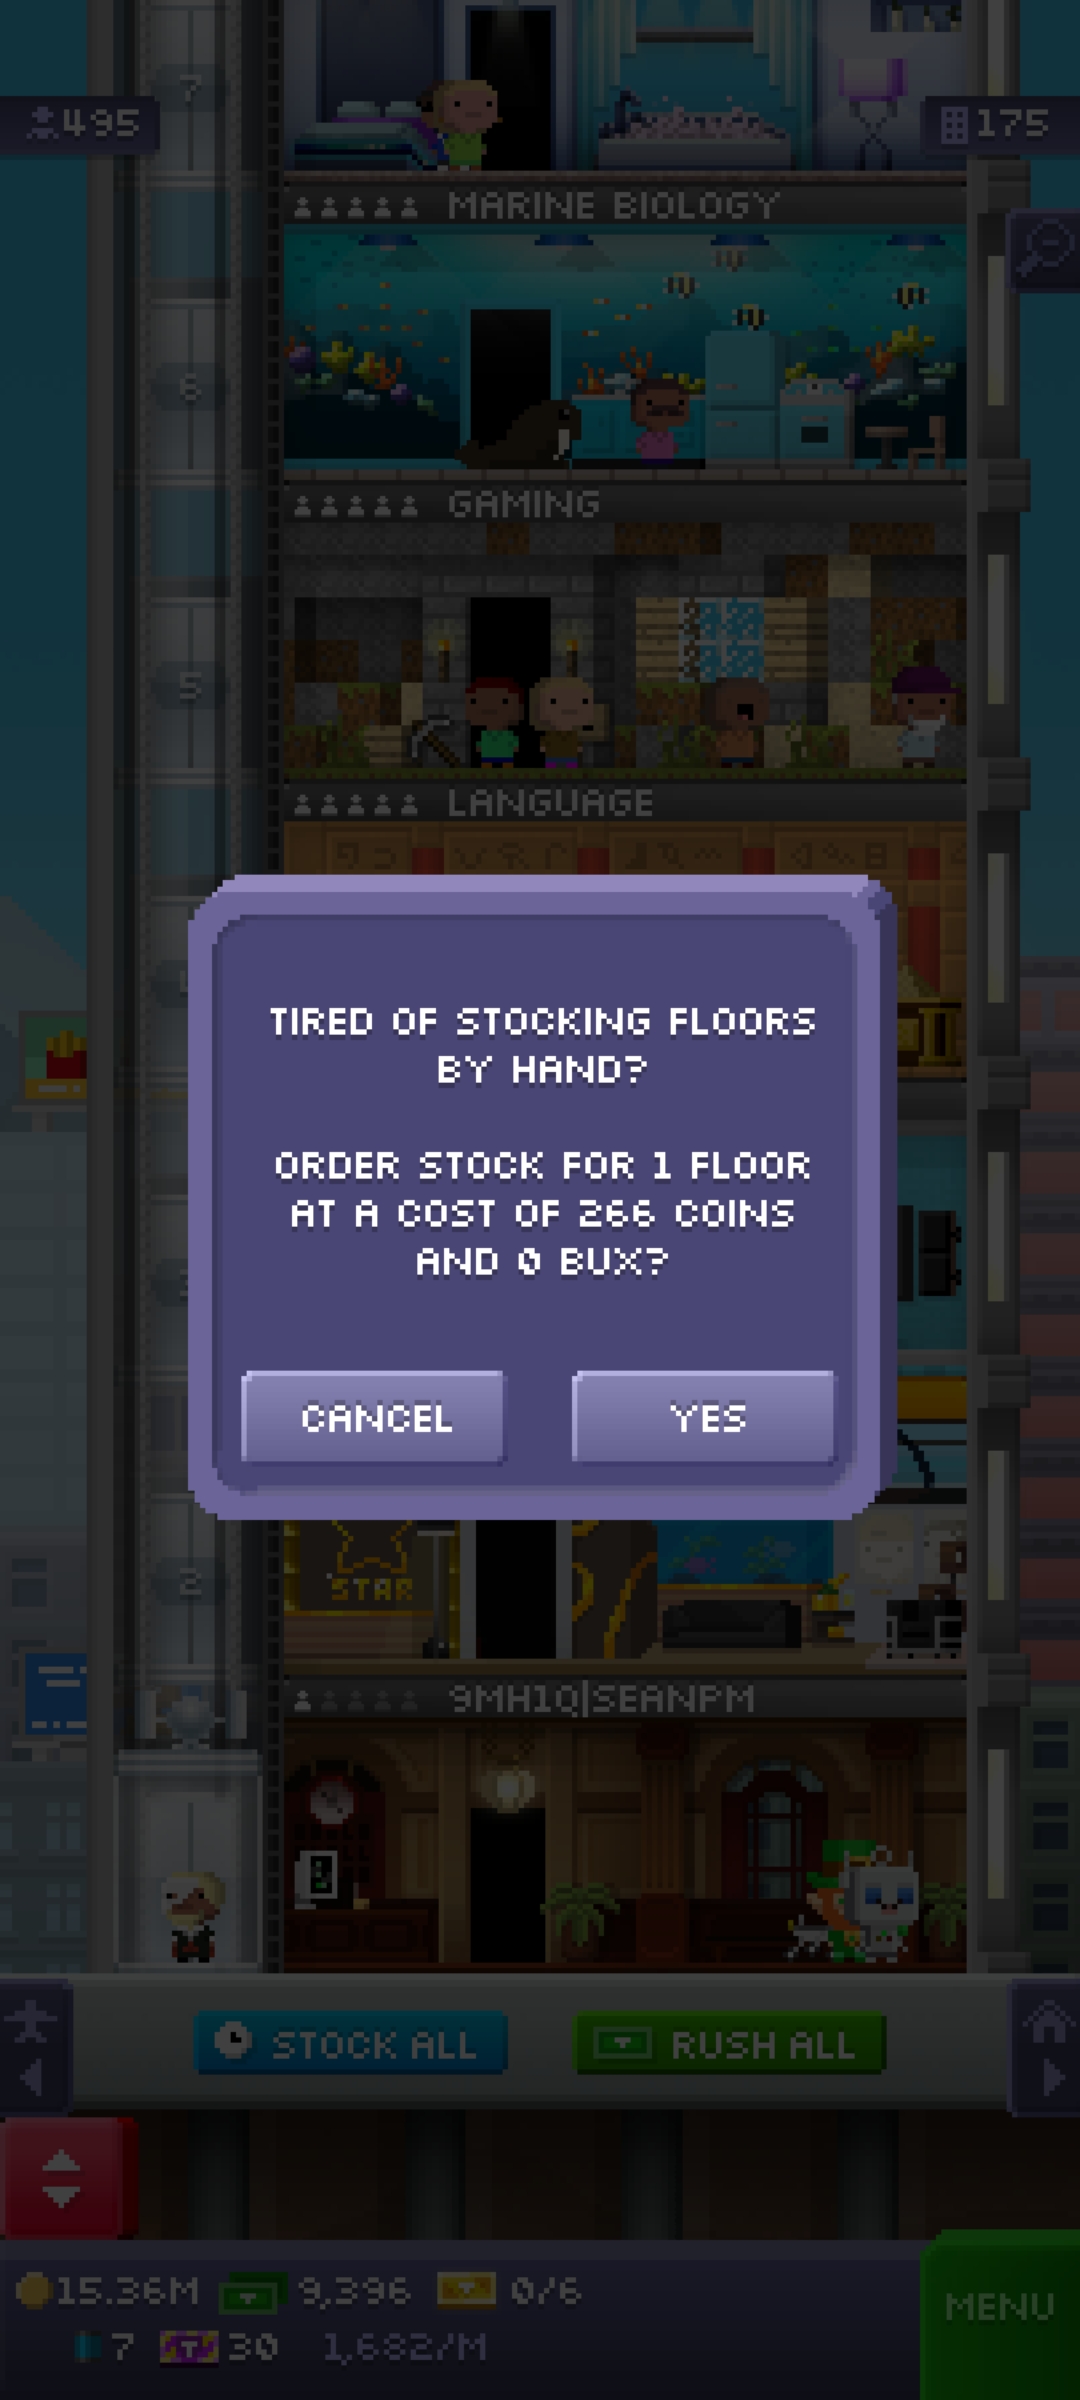 7
495
175
MARINE BIOLOGY
6
GAMING
5
LANGUAGE
TIRED OF STOCKING FLOORS
BY HAND?
ORDER STOCK FOR 1 FLOOR
AT A COST OF 266 COINS
AND 0 BUX?
CANCEL
YES
STAR
2
9MH1Q|SEANPM
STOCK ALL
RUSH ALL
15.36M
9,396
0/6
MENU
7
30
1,682/M